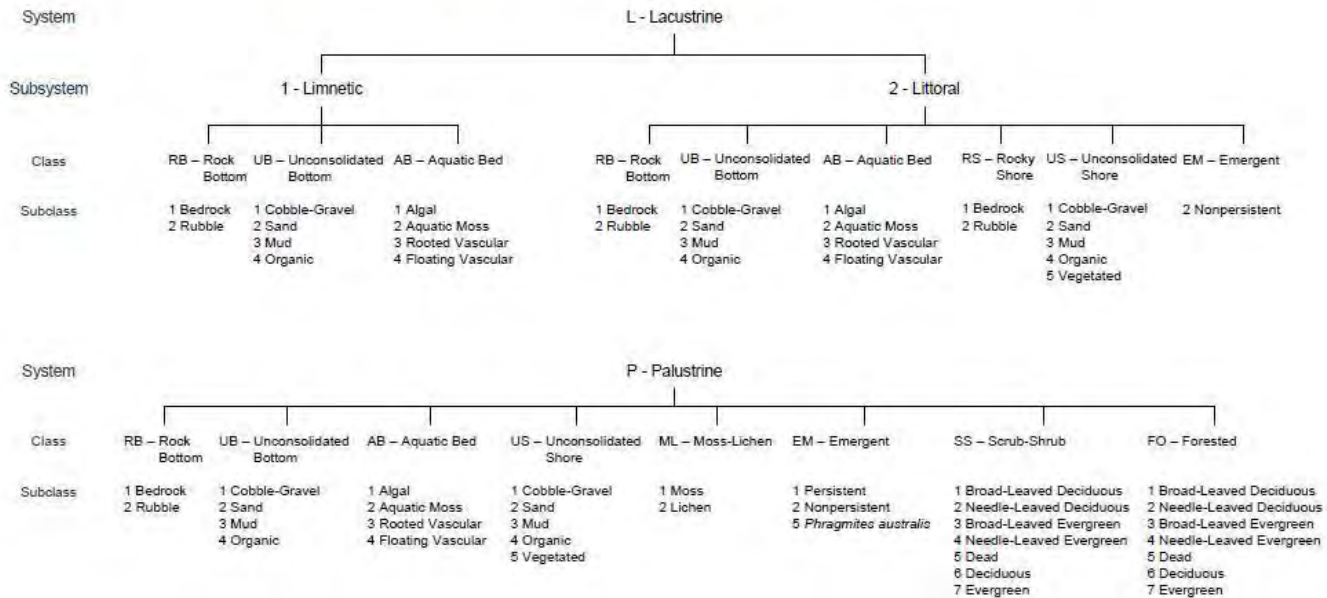 System L - Lacustrine
Subsystem 1 - Limnetic 2 - Littoral
Class RB – Rock Bottom UB – Unconsolidated Bottom AB – Aquatic Bed RB – Rock Bottom UB – Unconsolidated Bottom AB – Aquatic Bed RS – Rocky Shore US – Unconsolidated Shore EM – Emergent
Subclass 1 Bedrock 1 Cobble-Gravel 1 Algal 1 Bedrock 1 Cobble-Gravel 1 Algal 1 Bedrock 1 Cobble-Gravel 2 Nonpersistent
2 Rubble 2 Sand 2 Aquatic Moss 2 Rubble 2 Sand 2 Aquatic Moss 2 Rubble 2 Sand
3 Mud 3 Rooted Vascular 3 Mud 3 Rooted Vascular 3 Mud
4 Organic 4 Floating Vascular 4 Organic 4 Floating Vascular 4 Organic
5 Vegetated
System P - Palustrine
Class RB – Rock Bottom UB – Unconsolidated Bottom AB – Aquatic Bed US – Unconsolidated Shore ML – Moss-Lichen EM – Emergent SS – Scrub-Shrub FO – Forested
Subclass 1 Bedrock 1 Cobble-Gravel 1 Algal 1 Cobble-Gravel 1 Moss 1 Persistent 1 Broad-Leaved Deciduous 1 Broad-Leaved Deciduous
2 Rubble 2 Sand 2 Aquatic Moss 2 Sand 2 Lichen 2 Nonpersistent 2 Needle-Leaved Deciduous 2 Needle-Leaved Deciduous
3 Mud 3 Rooted Vascular 3 Mud 5 Phragmites australis 3 Broad-Leaved Evergreen 3 Broad-Leaved Evergreen
4 Organic 4 Floating Vascular 4 Organic 4 Needle-Leaved Evergreen 4 Needle-Leaved Evergreen
5 Vegetated 5 Dead 5 Dead
6 Deciduous 6 Deciduous
7 Evergreen 7 Evergreen